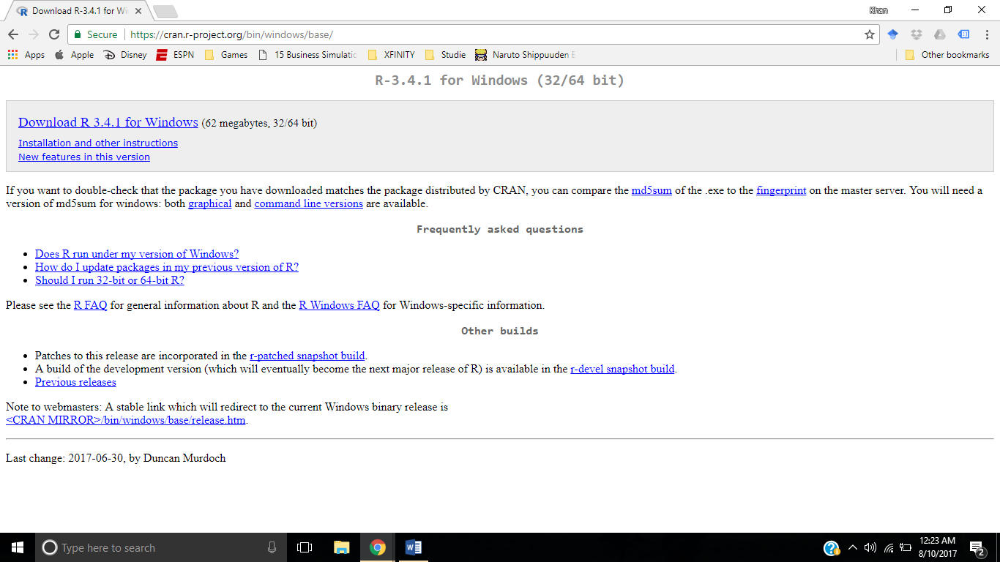 Download R-3.4.1 for Wi
Khan
Secure https://cran.r-project.org/bin/windows/base/
Apps Apple Disney ESPN Games 15 Business Simulatic XFINITY Studie Naruto Shippuuden E Other bookmarks
R-3.4.1 for Windows (32/64 bit)
Download R 3.4.1 for Windows (62 megabytes, 32/64 bit)
Installation and other instructions
New features in this version
If you want to double-check that the package you have downloaded matches the package distributed by CRAN, you can compare the md5sum of the .exe to the fingerprint on the master server. You will need a
version of md5sum for windows: both graphical and command line versions are available.
Frequently asked questions
• Does R run under my version of Windows?
• How do I update packages in my previous version of R?
• Should I run 32-bit or 64-bit R?
Please see the R FAQ for general information about R and the R Windows FAQ for Windows-specific information.
Other builds
• Patches to this release are incorporated in the r-patched snapshot build.
• A build of the development version (which will eventually become the next major release of R) is available in the r-devel snapshot build.
• Previous releases
Note to webmasters: A stable link which will redirect to the current Windows binary release is
<CRAN MIRROR>/bin/windows/base/release.htm.
Last change: 2017-06-30, by Duncan Murdoch
Type here to search
12:23 AM
8/10/2017
2